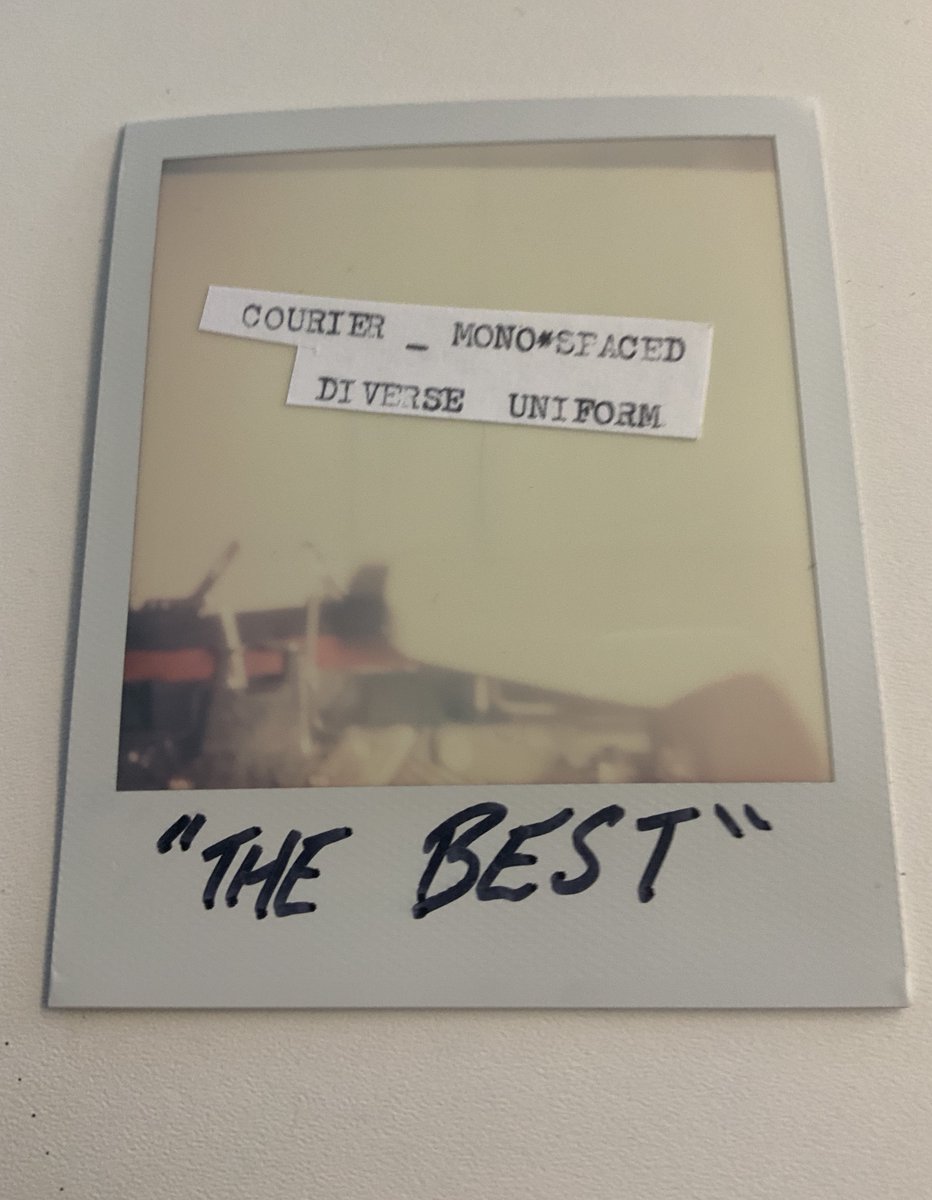 COURIER _ MONO*SPACED
DIVERSE UNIFORM
"THE BEST"